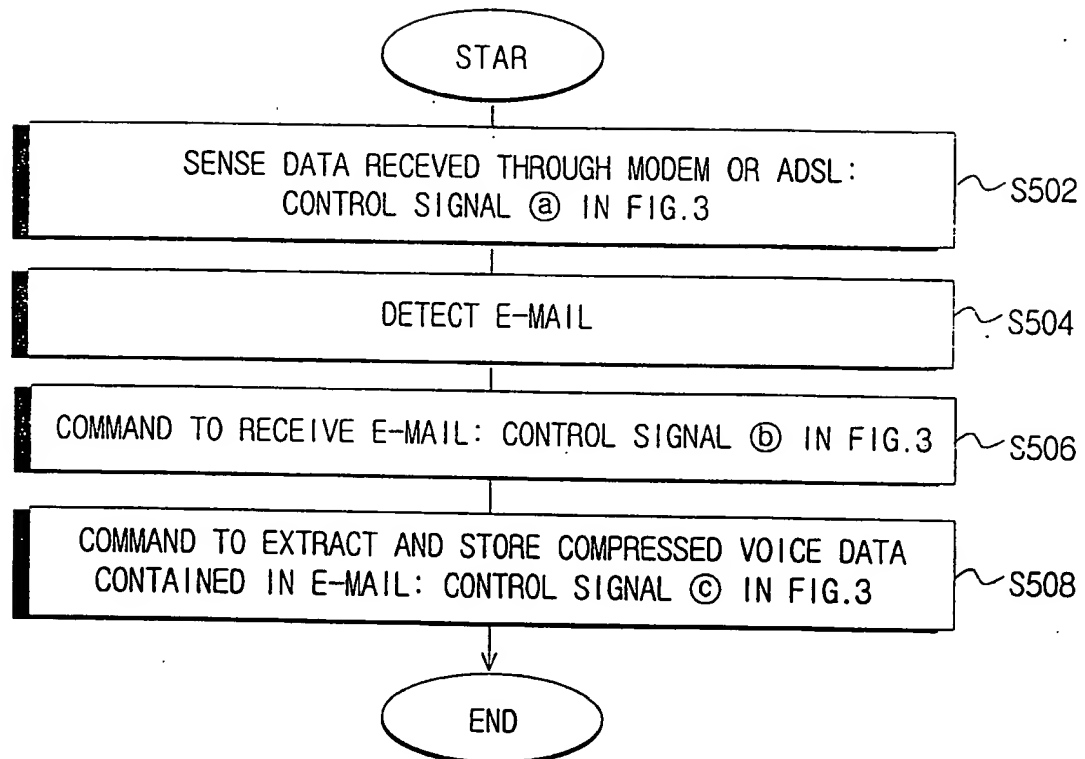 STAR
SENSE DATA RECEVED THROUGH MODEM OR ADSL:
CONTROL SIGNAL ⓐ IN FIG.3
S502
DETECT E-MAIL
S504
COMMAND TO RECEIVE E-MAIL: CONTROL SIGNAL ⓑ IN FIG.3
S506
COMMAND TO EXTRACT AND STORE COMPRESSED VOICE DATA
CONTAINED IN E-MAIL: CONTROL SIGNAL ⓒ IN FIG.3
S508
END